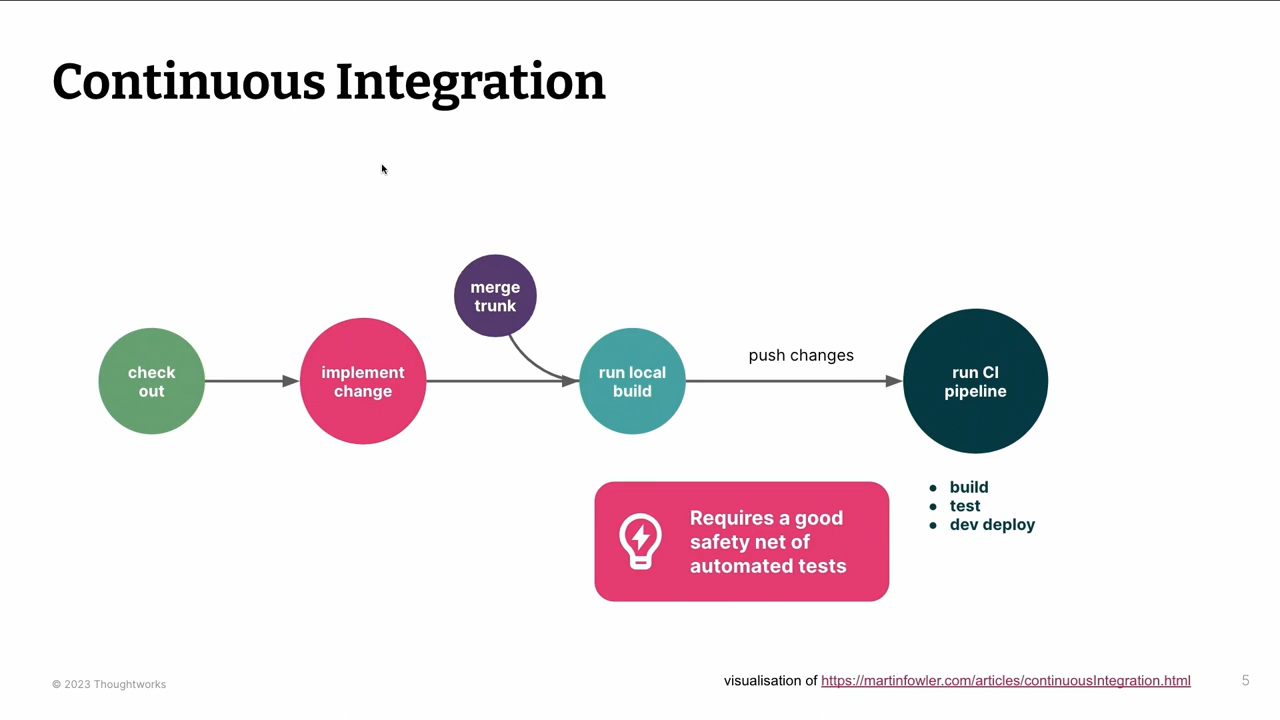 Continuous Integration
merge
trunk
check
out
implement
change
run local
build
push changes
run CI
pipeline
Requires a good
safety net of
automated tests
● build
● test
● dev deploy
© 2023 Thoughtworks
visualisation of https://martinfowler.com/articles/continuousIntegration.html
5